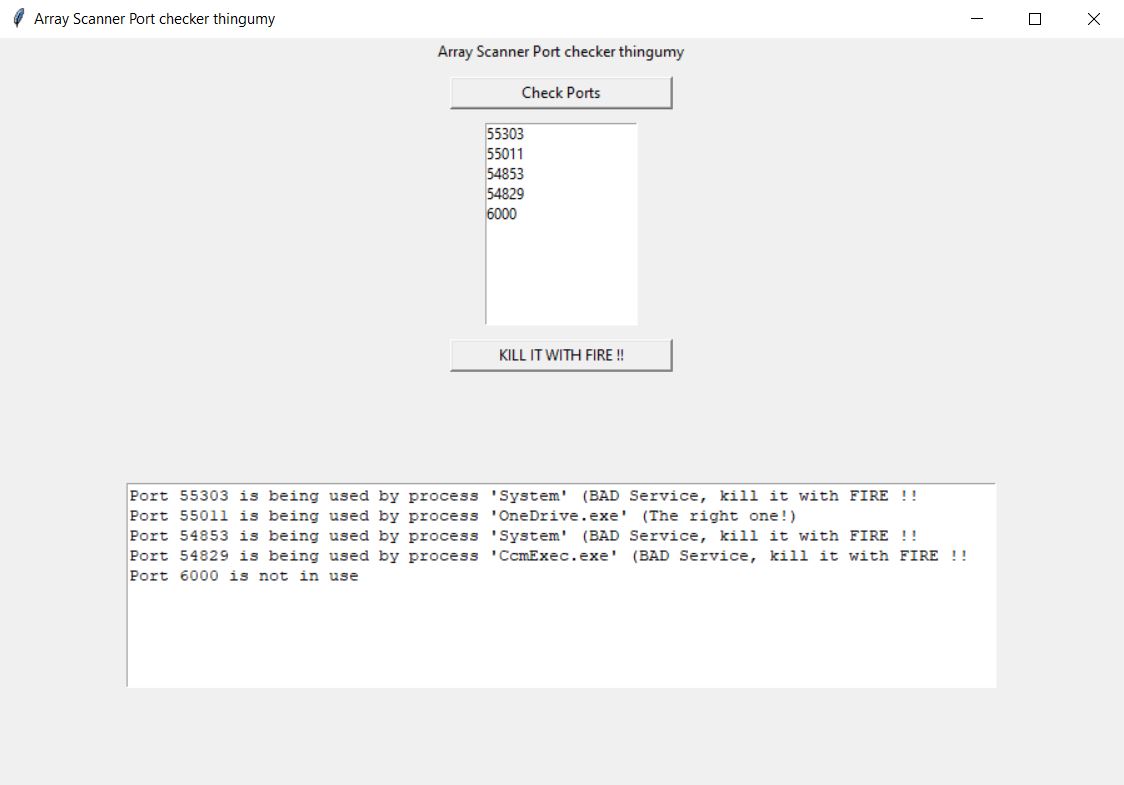 Array Scanner Port checker thingumy
Array Scanner Port checker thingumy
Check Ports
55303
55011
54853
54829
6000
KILL IT WITH FIRE !!
Port 55303 is being used by process 'System' (BAD Service, kill it with FIRE !!
Port 55011 is being used by process 'OneDrive.exe' (The right one!)
Port 54853 is being used by process 'System' (BAD Service, kill it with FIRE !!
Port 54829 is being used by process 'CcmExec.exe' (BAD Service, kill it with FIRE !!
Port 6000 is not in use